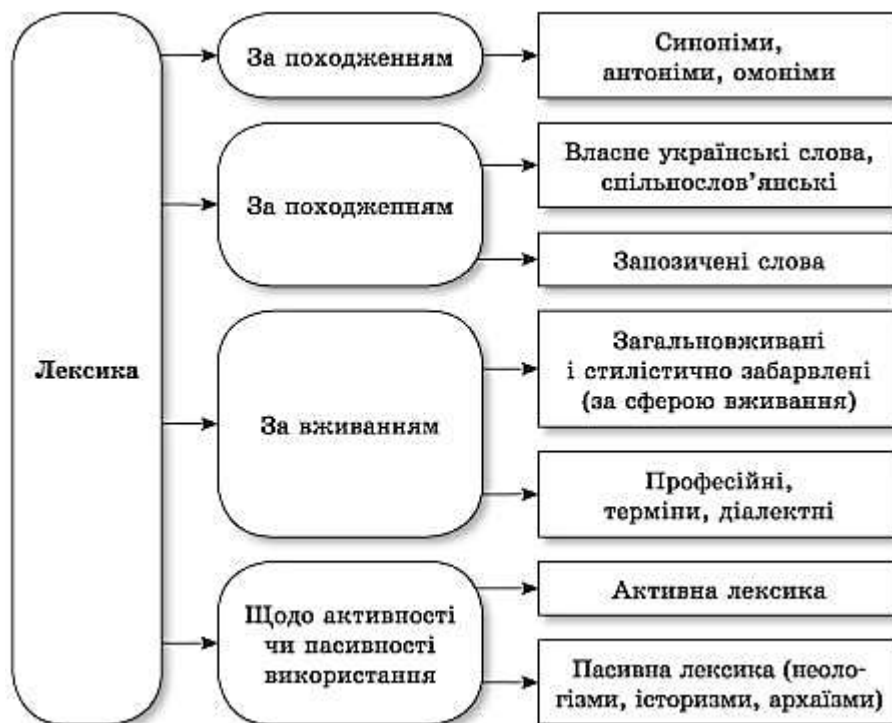 Лексика
За походженням
Синоніми,
антоніми, омоніми
За походженням
Власне українські слова,
спільнослов’янські
Запозичені слова
За вживанням
Загальновживані
і стилістично забарвлені
(за сферою вживання)
Професійні,
терміни, діалектні
Щодо активності
чи пасивності
використання
Активна лексика
Пасивна лексика (неоло-
гізми, історизми, архаїзми)